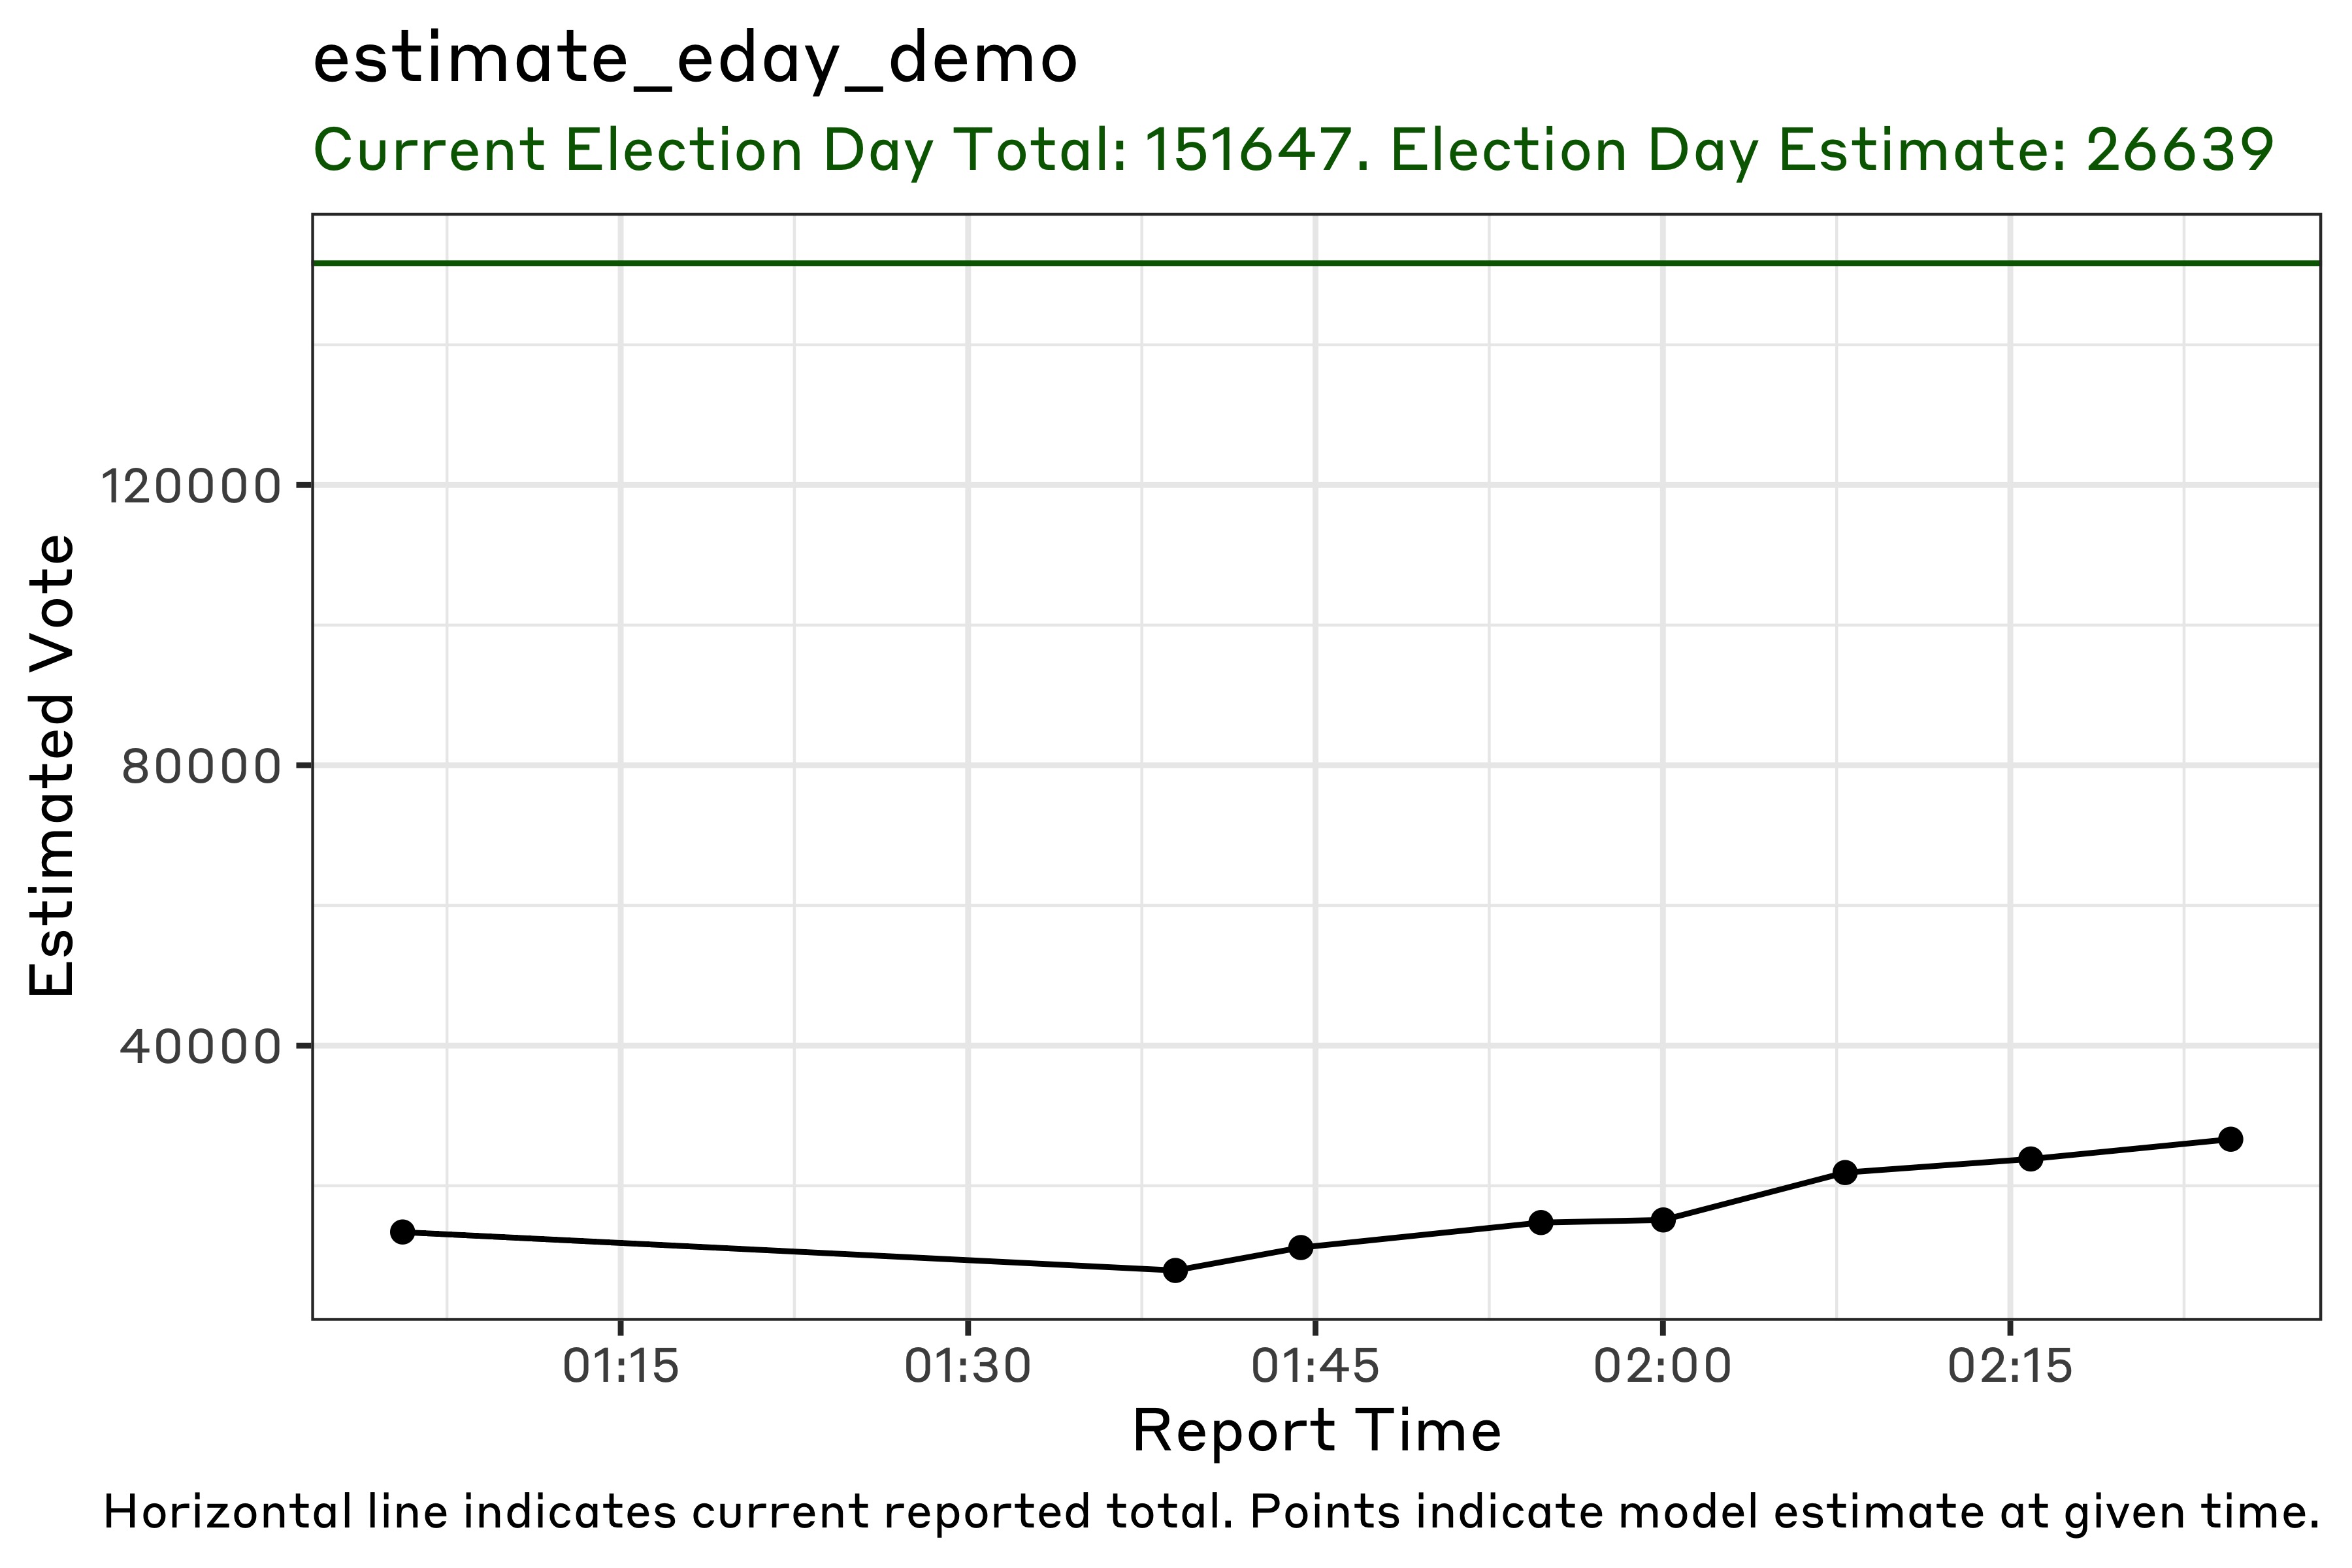 estimate_eday_demo
Current Election Day Total: 151647. Election Day Estimate: 26639
Estimated Vote
120000
80000
40000
01:15 01:30 01:45 02:00 02:15
Report Time
Horizontal line indicates current reported total. Points indicate model estimate at given time.